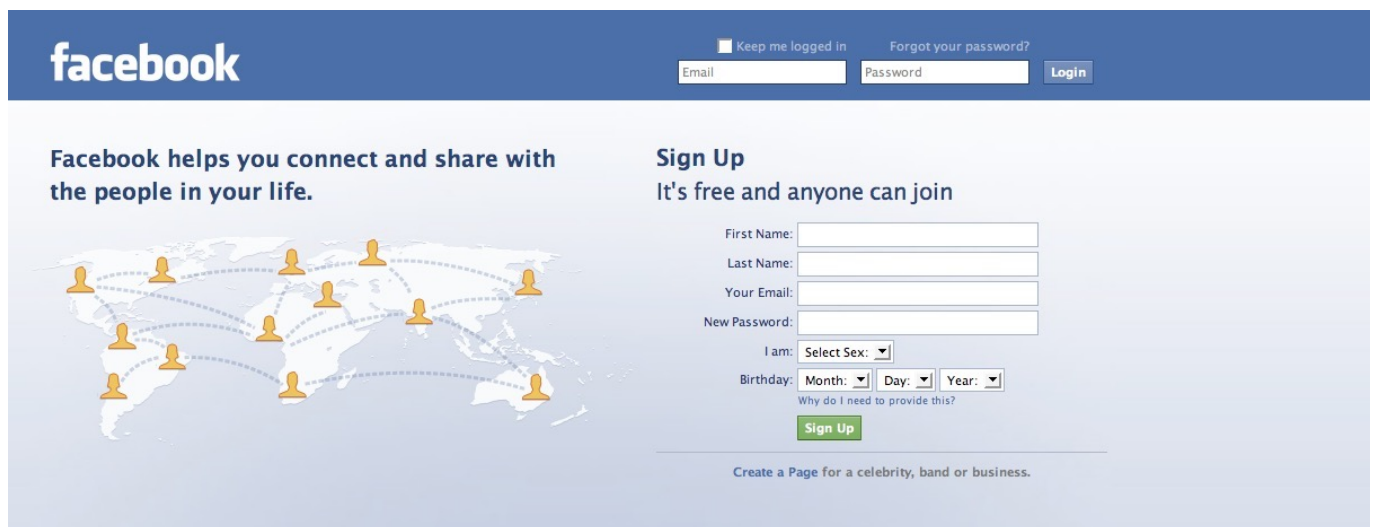 facebook
Keep me logged in
Forgot your password?
Email
Password
Login
Facebook helps you connect and share with
the people in your life.
Sign Up
It's free and anyone can join
First Name:
Last Name:
Your Email:
New Password:
I am: Select Sex:
Birthday: Month: Day: Year:
Why do I need to provide this?
Sign Up
Create a Page for a celebrity, band or business.